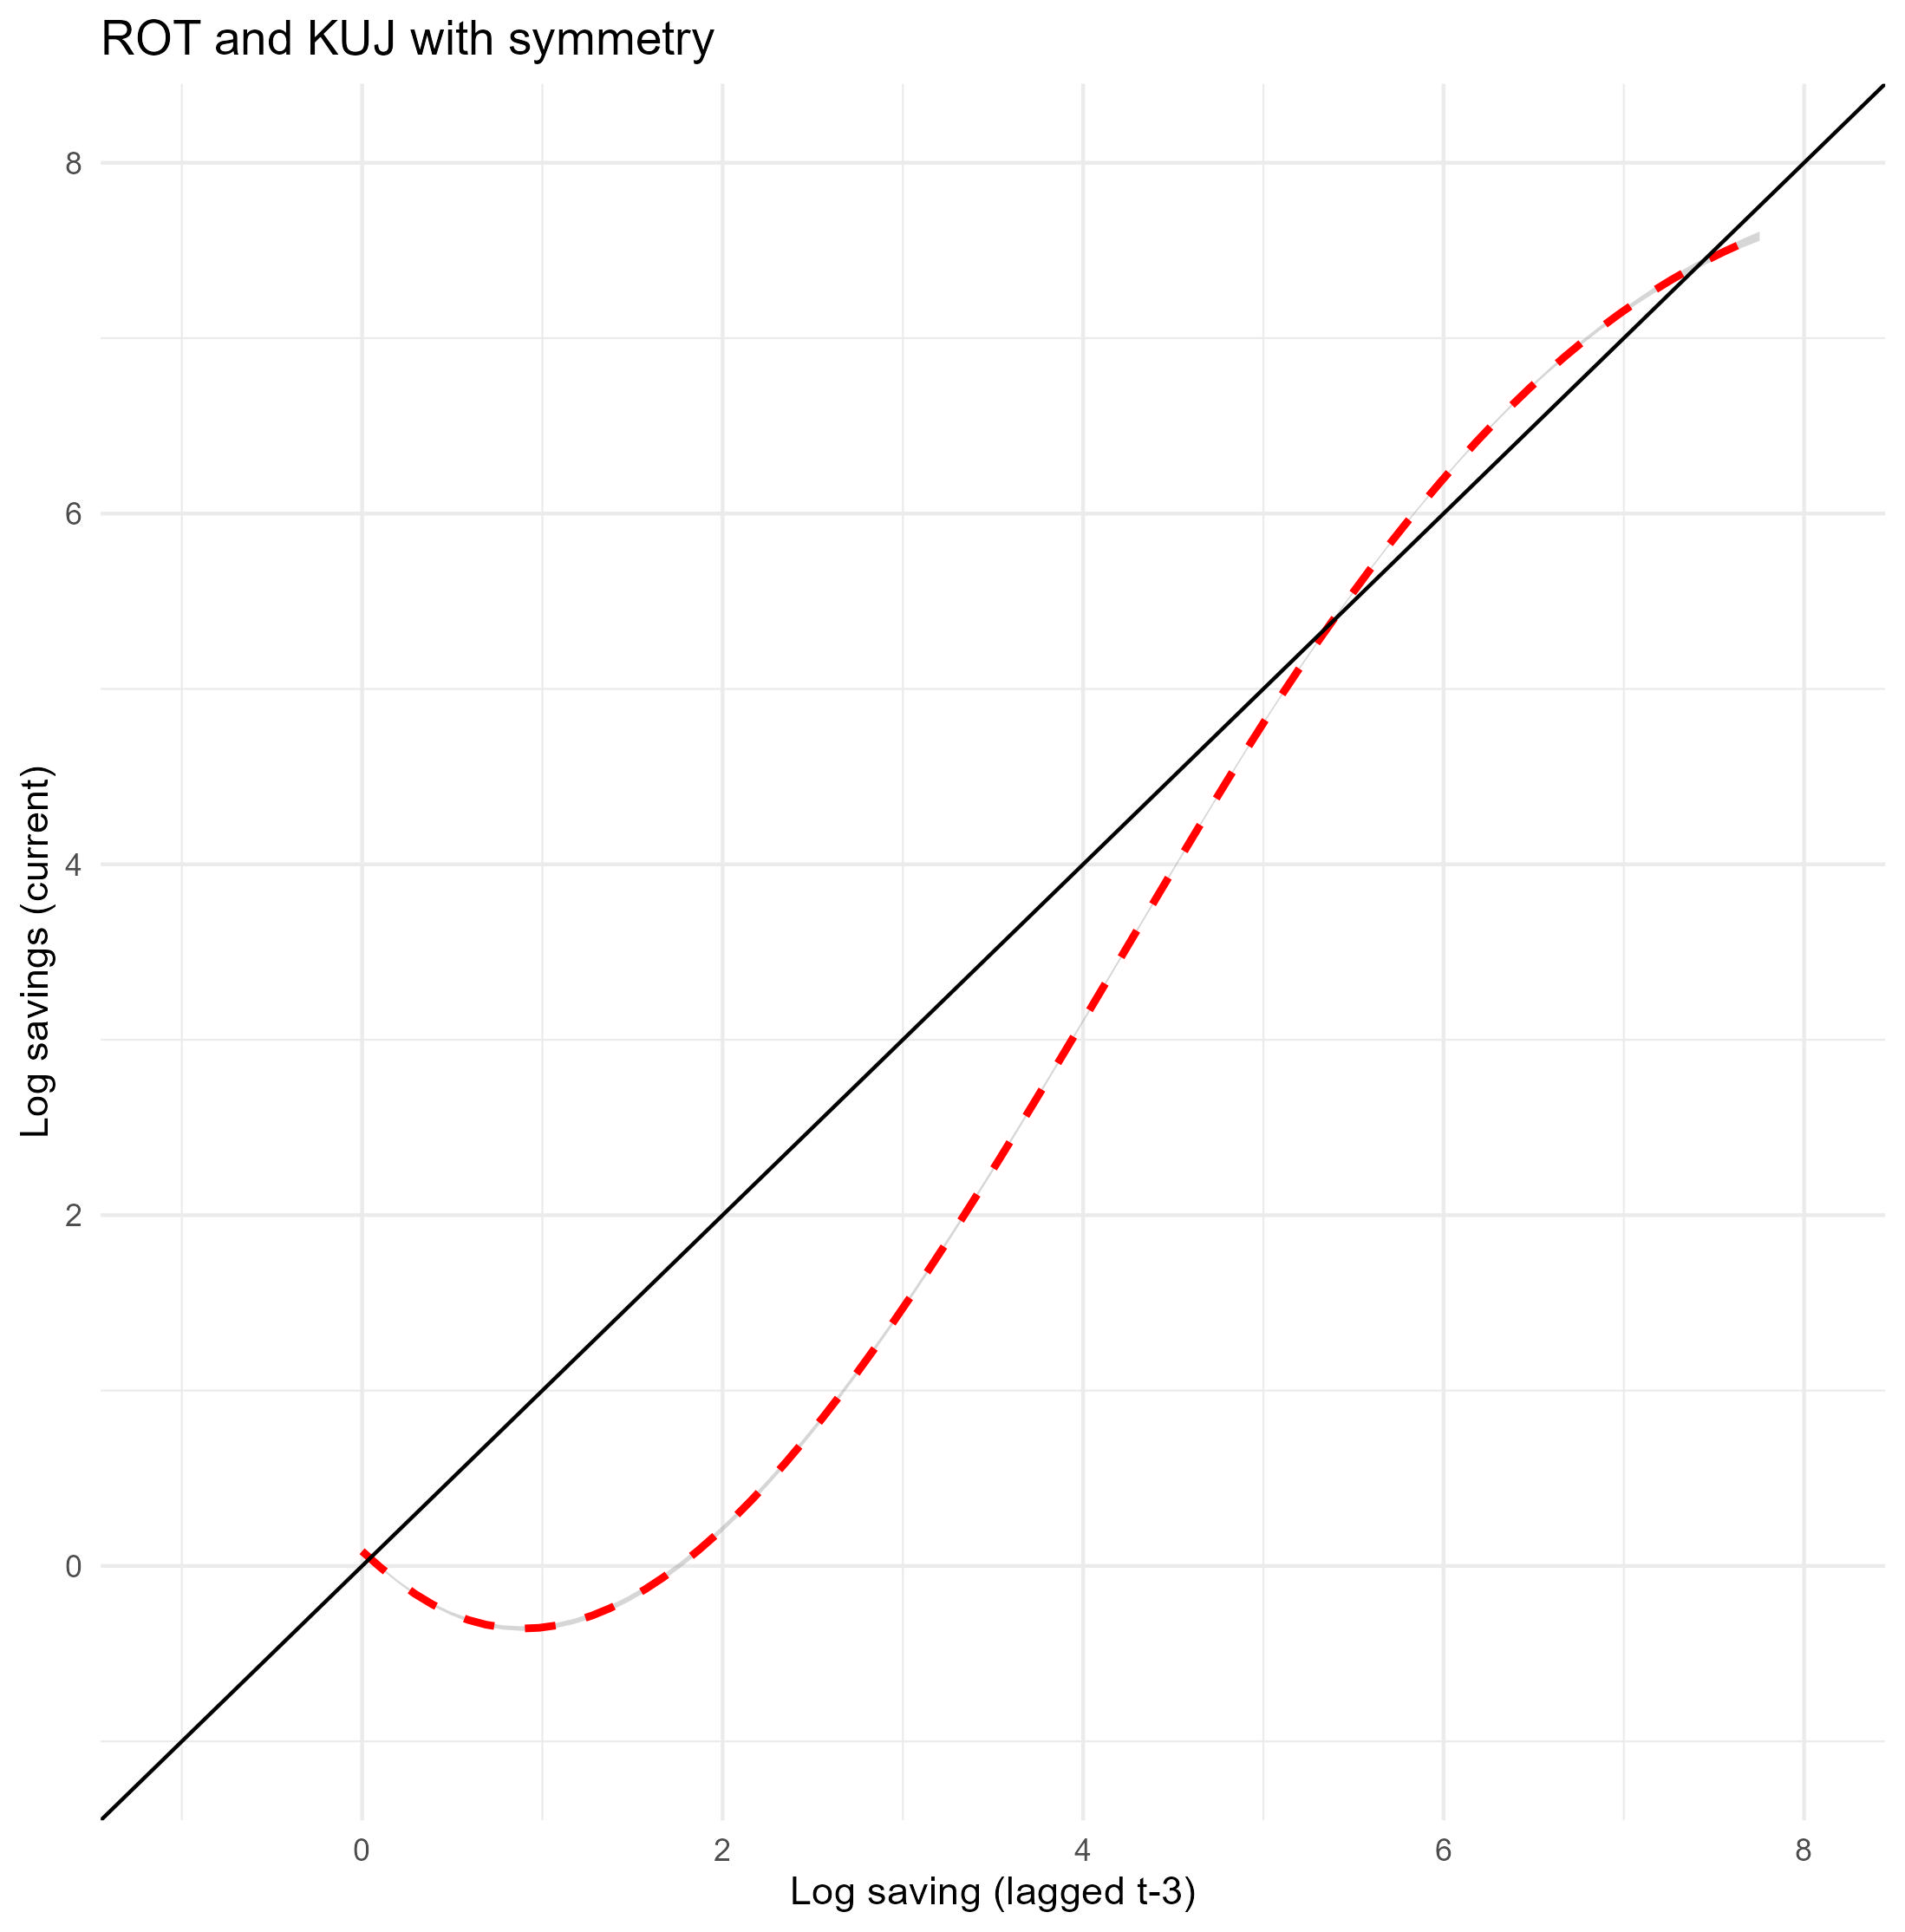 ROT and KUJ with symmetry
8
6
4
2
0
Log savings (current)
0 2 4 6 8
Log saving (lagged t-3)